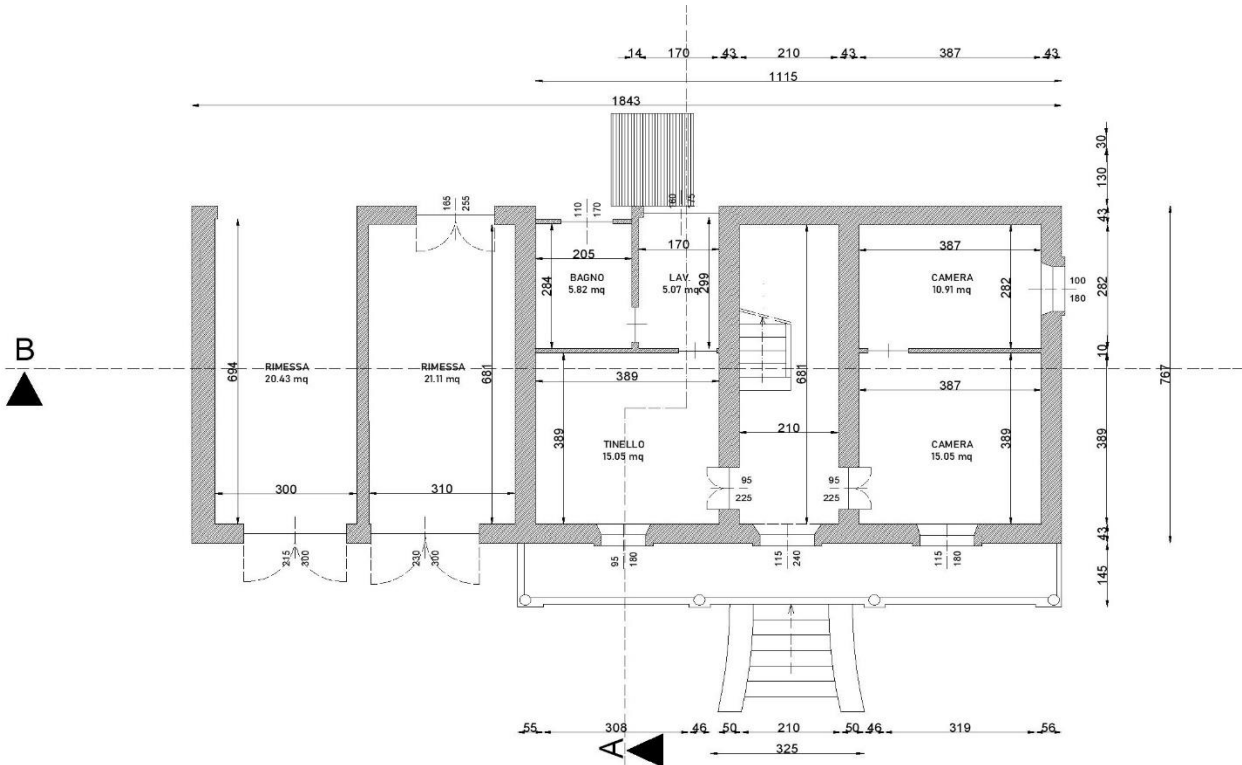 14 170 43 210 43 387 43
1115
1843
30
130
43
282
10
389
43
145
767
165
255
110
170
160
175
205
170
387
BAGNO
5.82 mq
LAV.
5.07 mq
CAMERA
10.91 mq
284
299
282
100
180
B
RIMESSA
20.43 mq
RIMESSA
21.11 mq
694
681
681
389
387
389
TINELLO
15.05 mq
210
CAMERA
15.05 mq
389
300
310
95
225
95
225
215
300
230
300
95
180
115
240
115
180
55 308 46 50 210 50 46 319 56
325
A